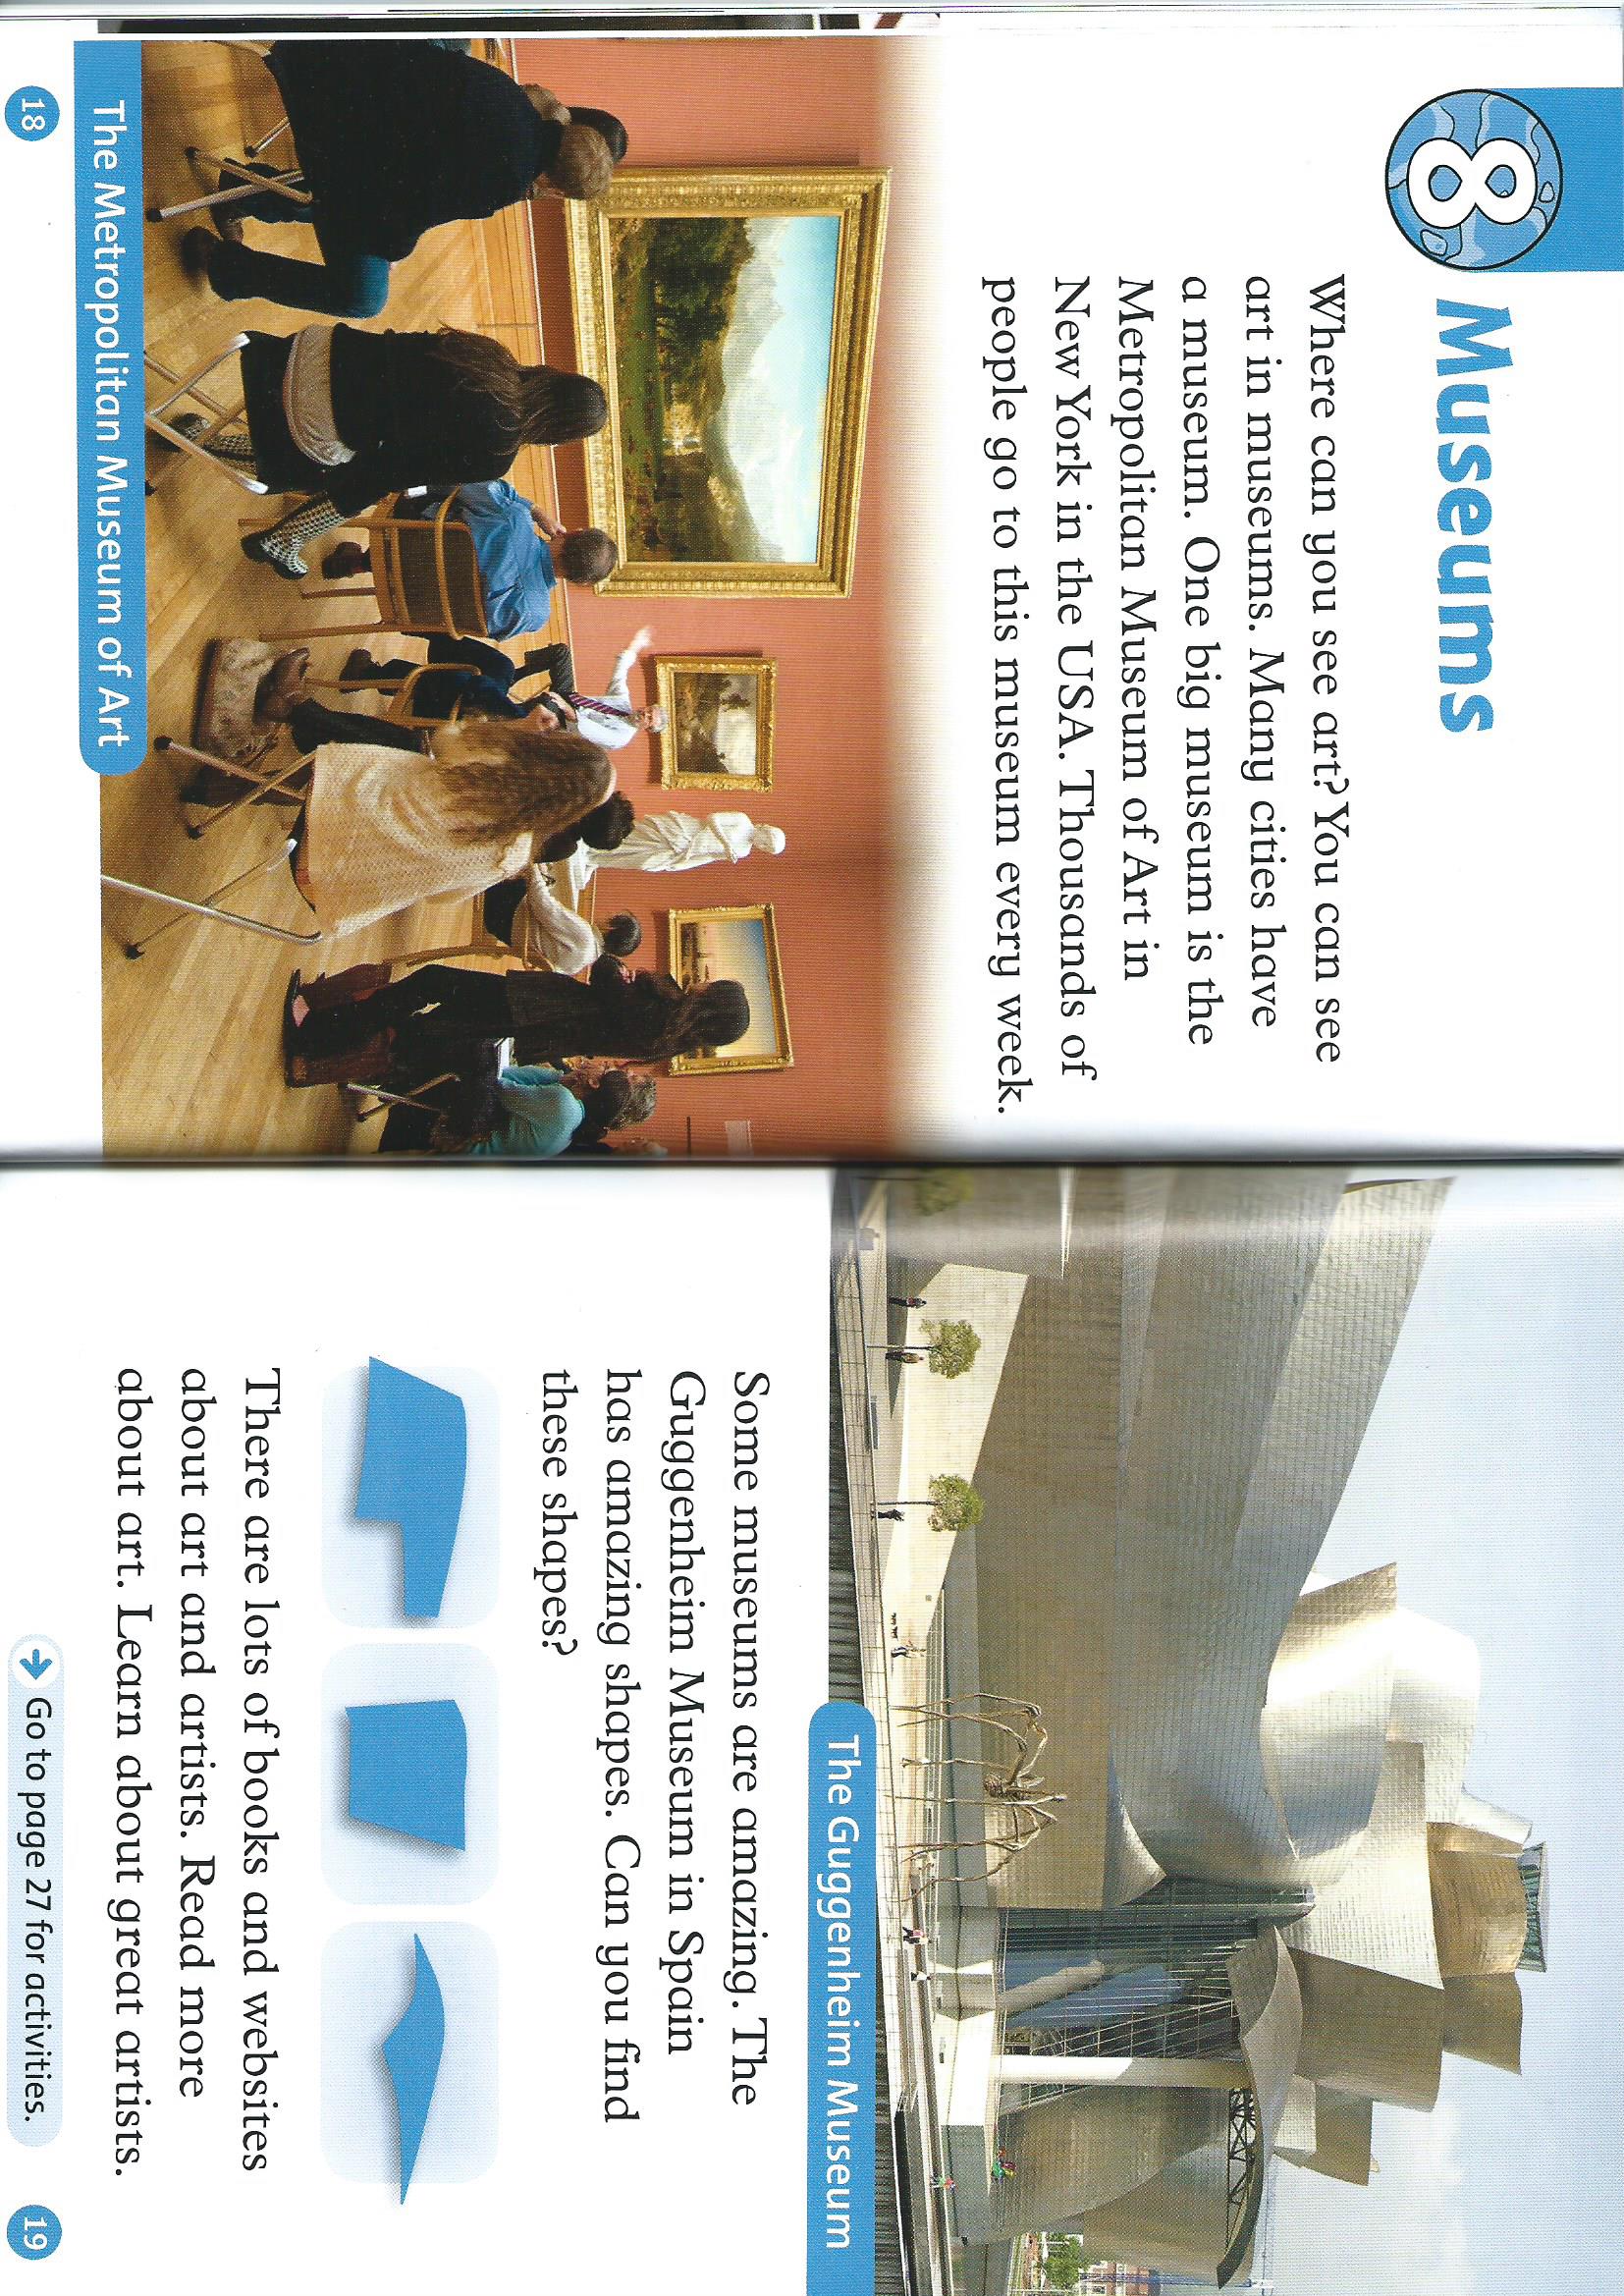 8
Museums
Where can you see art? You can see
art in museums. Many cities have
a museum. One big museum is the
Metropolitan Museum of Art in
New York in the USA. Thousands of
people go to this museum every week.
The Metropolitan Museum of Art
18
The Guggenheim Museum
Some museums are amazing. The
Guggenheim Museum in Spain
has amazing shapes. Can you find
these shapes?
There are lots of books and websites
about art and artists. Read more
about art. Learn about great artists.
Go to page 27 for activities.
19